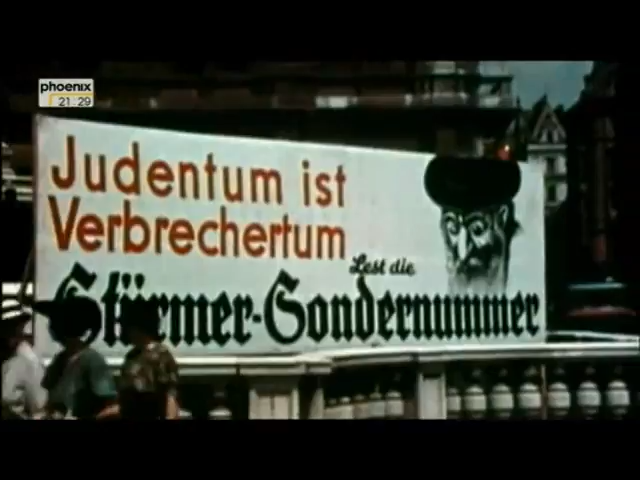 phoenix
21:29
Judentum ist
Verbrechertum
Lest die
Stürmer-Sondernummer